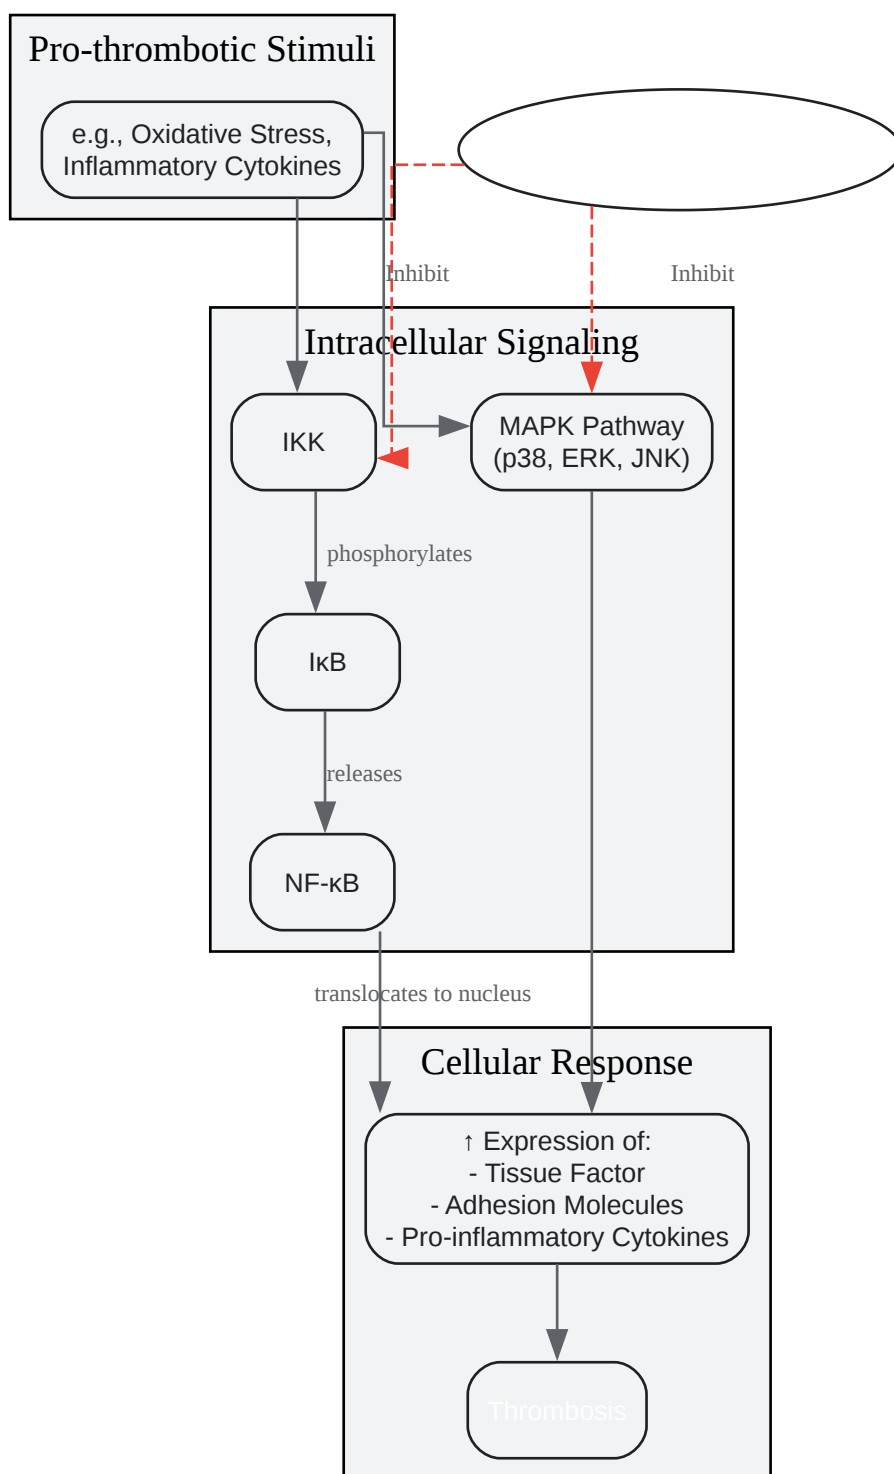 Pro-thrombotic Stimuli
e.g., Oxidative Stress,
Inflammatory Cytokines
Inhibit
Inhibit
Intracellular Signaling
IKK
MAPK Pathway
(p38, ERK, JNK)
phosphorylates
IκB
releases
NF-κB
translocates to nucleus
Cellular Response
↑ Expression of:
- Tissue Factor
- Adhesion Molecules
- Pro-inflammatory Cytokines
Thrombosis